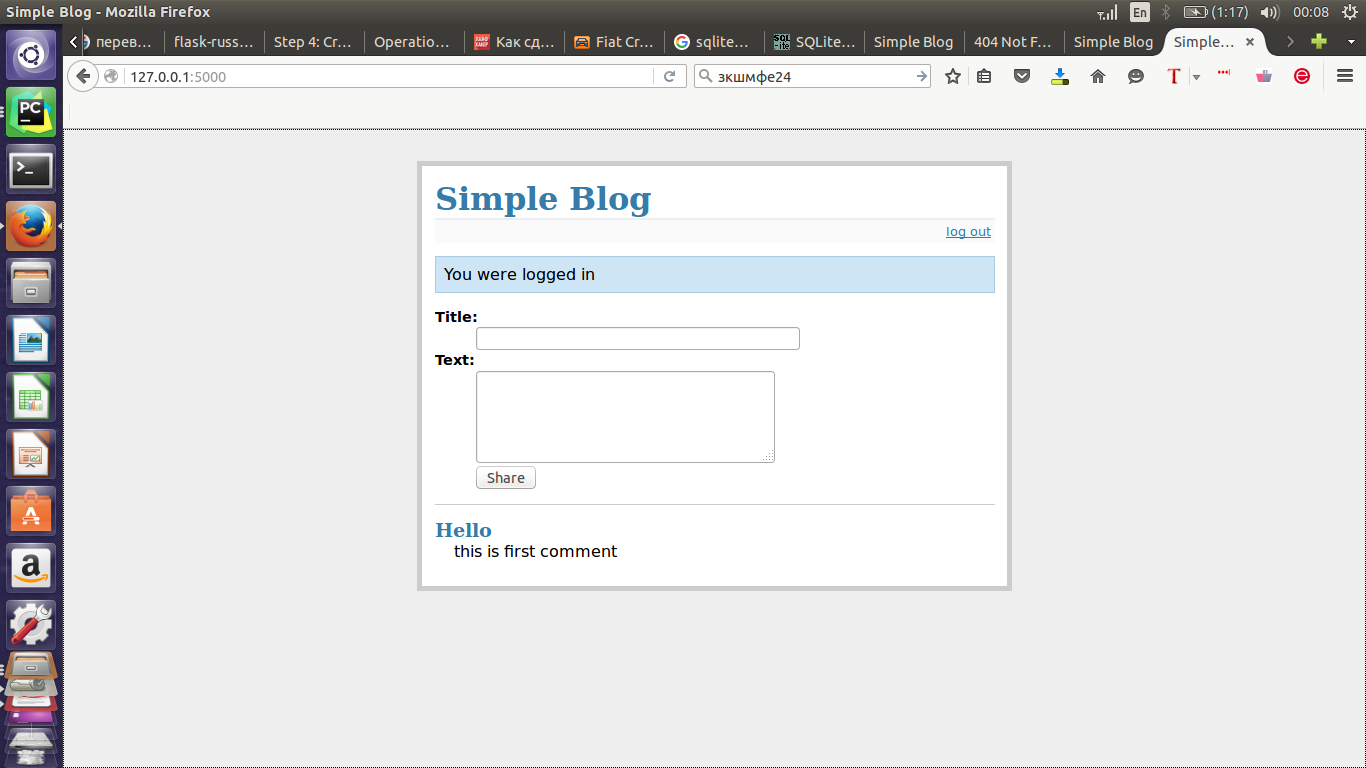 Simple Blog - Mozilla Firefox
En
(1:17)
00:08
перев...
flask-russ...
Step 4: Cr...
Operatio...
Как сд...
Fiat Cr...
sqlite...
SQLite...
Simple Blog
404 Not F...
Simple Blog
Simple...
127.0.0.1:5000
зкшмфе24
Simple Blog
log out
You were logged in
Title:
Text:
Share
Hello
this is first comment